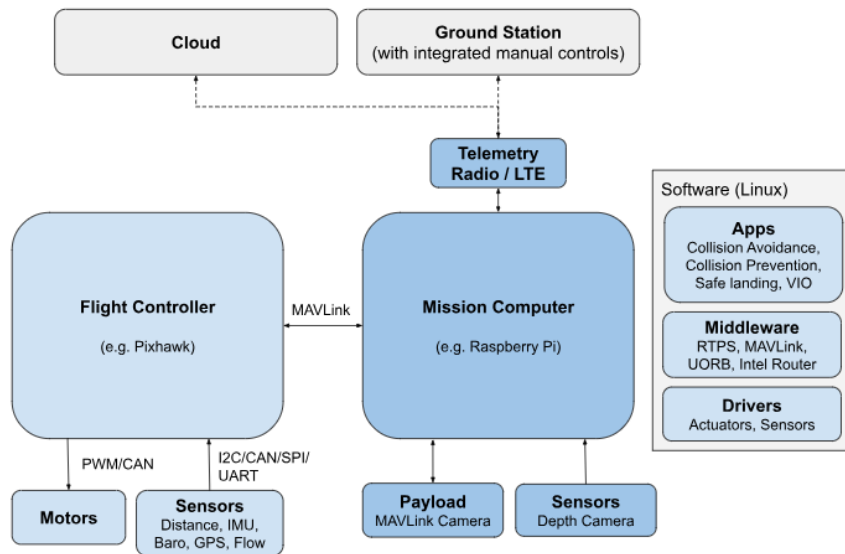 Cloud
Ground Station
(with integrated manual controls)
Telemetry
Radio / LTE
Flight Controller
(e.g. Pixhawk)
MAVLink
Mission Computer
(e.g. Raspberry Pi)
PWM/CAN
I2C/CAN/SPI/
UART
Motors
Sensors
Distance, IMU,
Baro, GPS, Flow
Payload
MAVLink Camera
Sensors
Depth Camera
Software (Linux)
Apps
Collision Avoidance,
Collision Prevention,
Safe landing, VIO
Middleware
RTPS, MAVLink,
UORB, Intel Router
Drivers
Actuators, Sensors